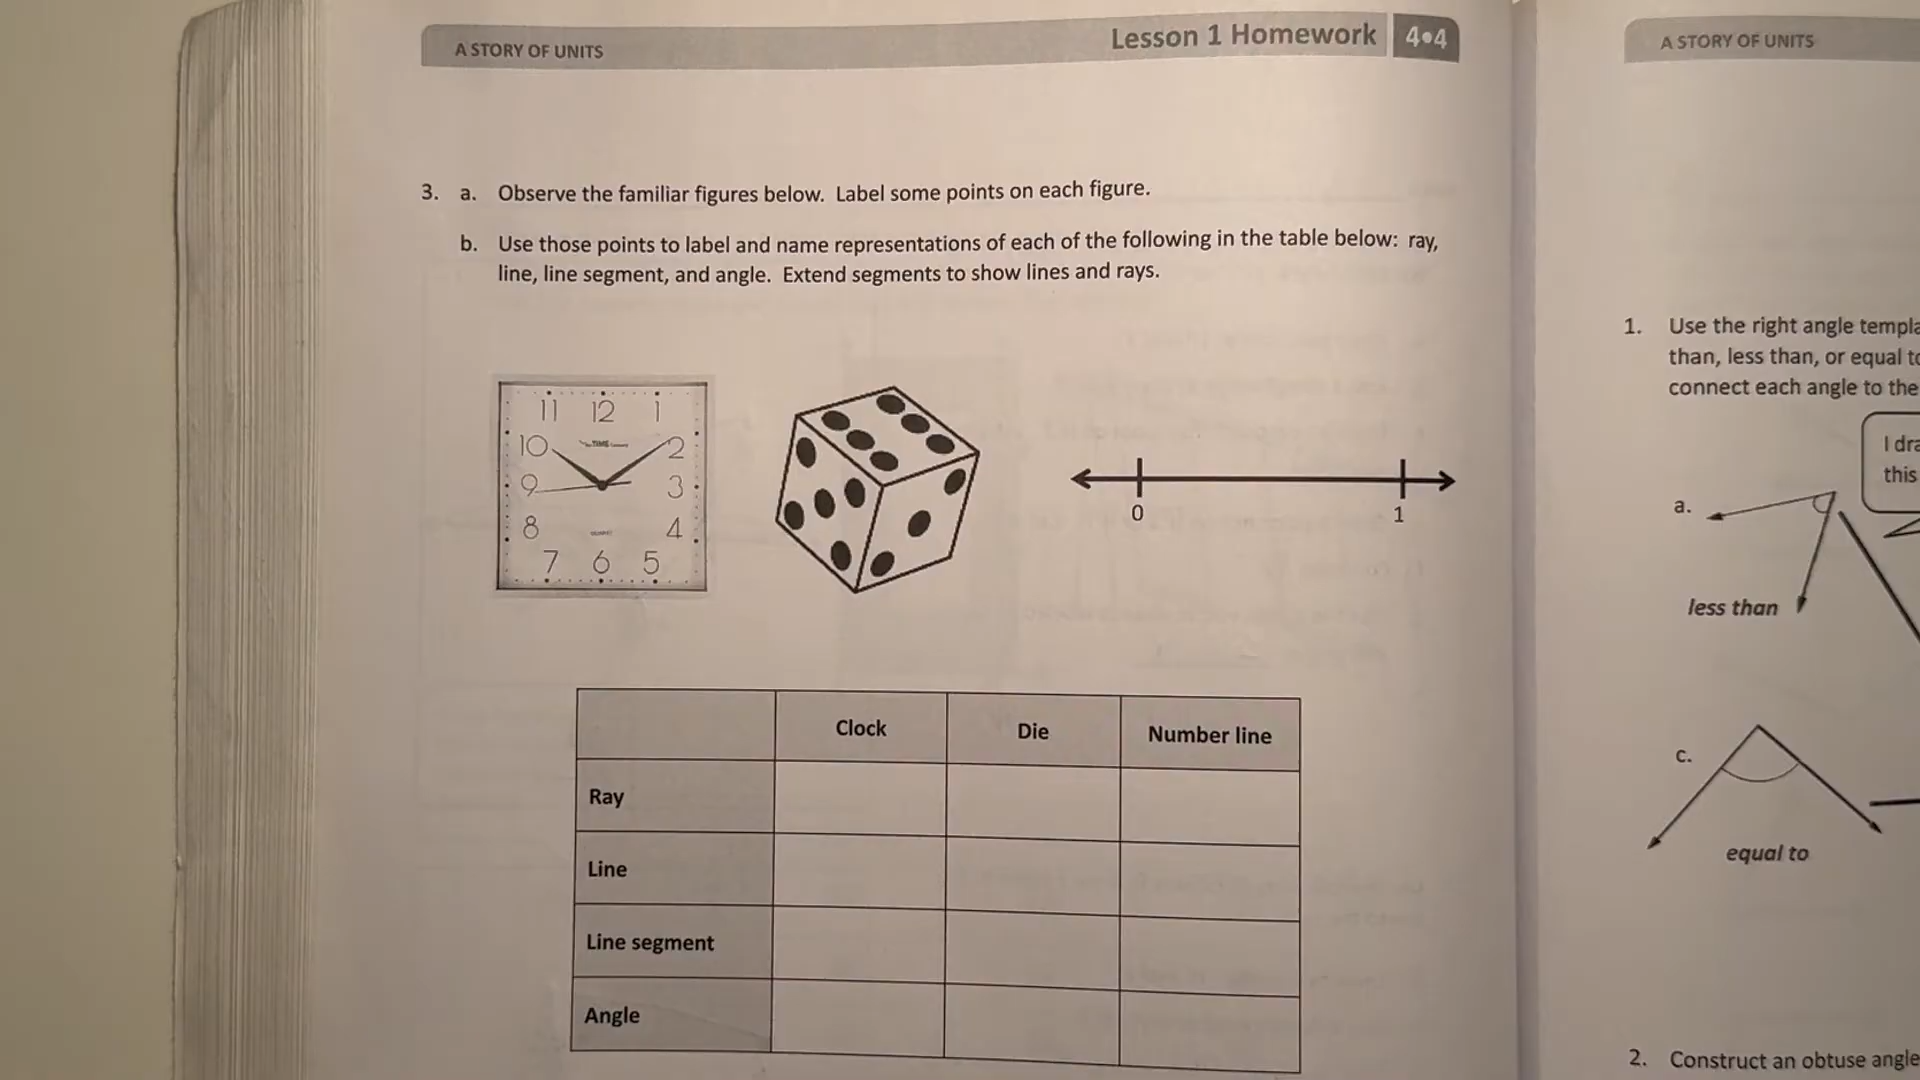 A STORY OF UNITS
Lesson 1 Homework 4•4
3. a. Observe the familiar figures below. Label some points on each figure.
b. Use those points to label and name representations of each of the following in the table below: ray,
line, line segment, and angle. Extend segments to show lines and rays.
11 12 1
10 TIME 2
9 3
8 4
7 6 5
0 1
Clock Die Number line
Ray
Line
Line segment
Angle
A STORY OF UNITS
1. Use the right angle templa
than, less than, or equal to
connect each angle to the
I dra
this
a.
less than
c.
equal to
2. Construct an obtuse angle